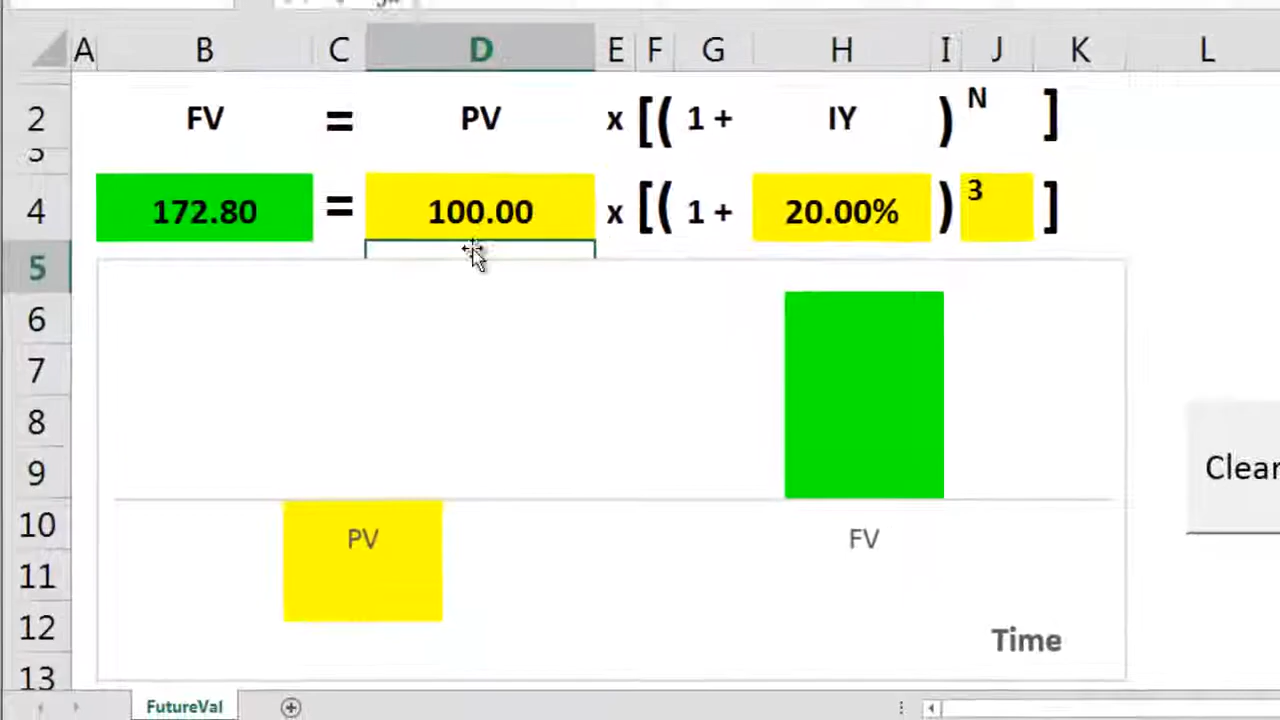 A B C D E F G H I J K L
2 FV = PV x [( 1 + IY ) N ]
3
4 172.80 = 100.00 x [( 1 + 20.00% ) 3 ]
5
6
7
8
9 Clear
10 PV FV
11
12 Time
13
FutureVal